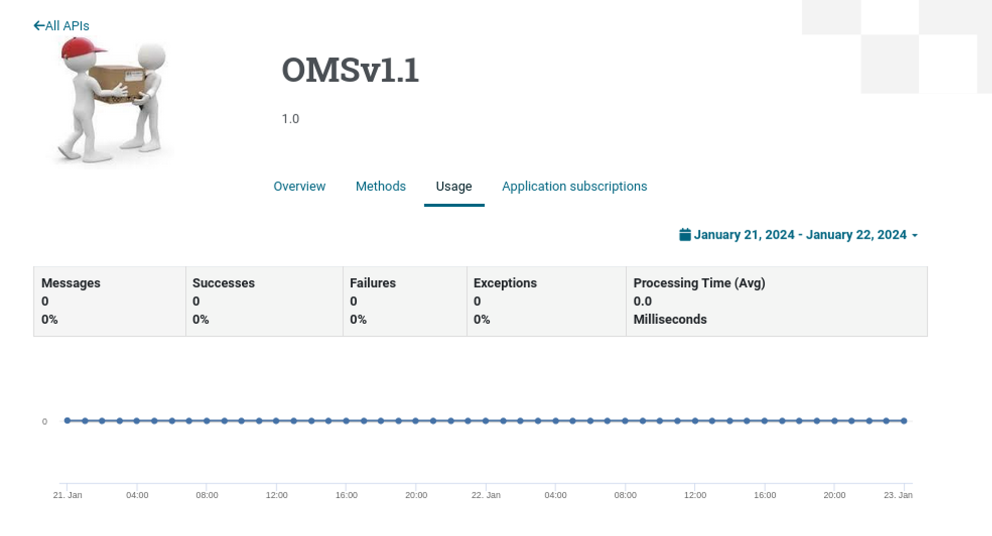 All APIs
OMSv1.1
1.0
Overview Methods Usage Application subscriptions
January 21, 2024 - January 22, 2024
Messages Successes Failures Exceptions Processing Time (Avg)
0 0 0 0 0.0
0% 0% 0% 0% Milliseconds
0
21. Jan 04:00 08:00 12:00 16:00 20:00 22. Jan 04:00 08:00 12:00 16:00 20:00 23. Jan